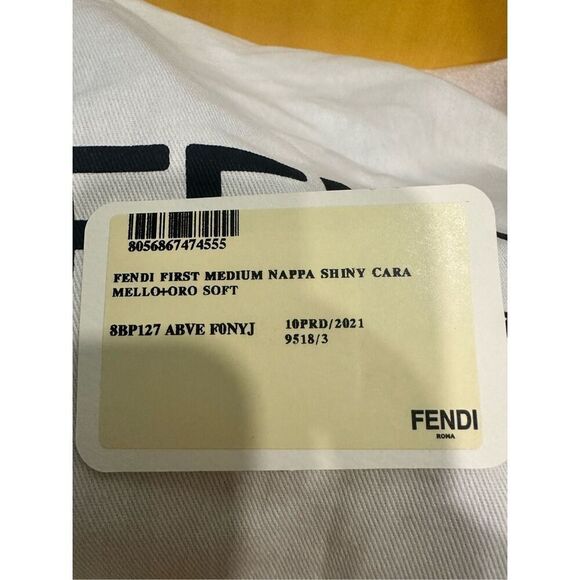 8056867474555
FENDI FIRST MEDIUM NAPPA SHINY CARA
MELLO+ORO SOFT
8BP127 ABVE F0NYJ 10PRD/2021
9518/3
FENDI
ROMA